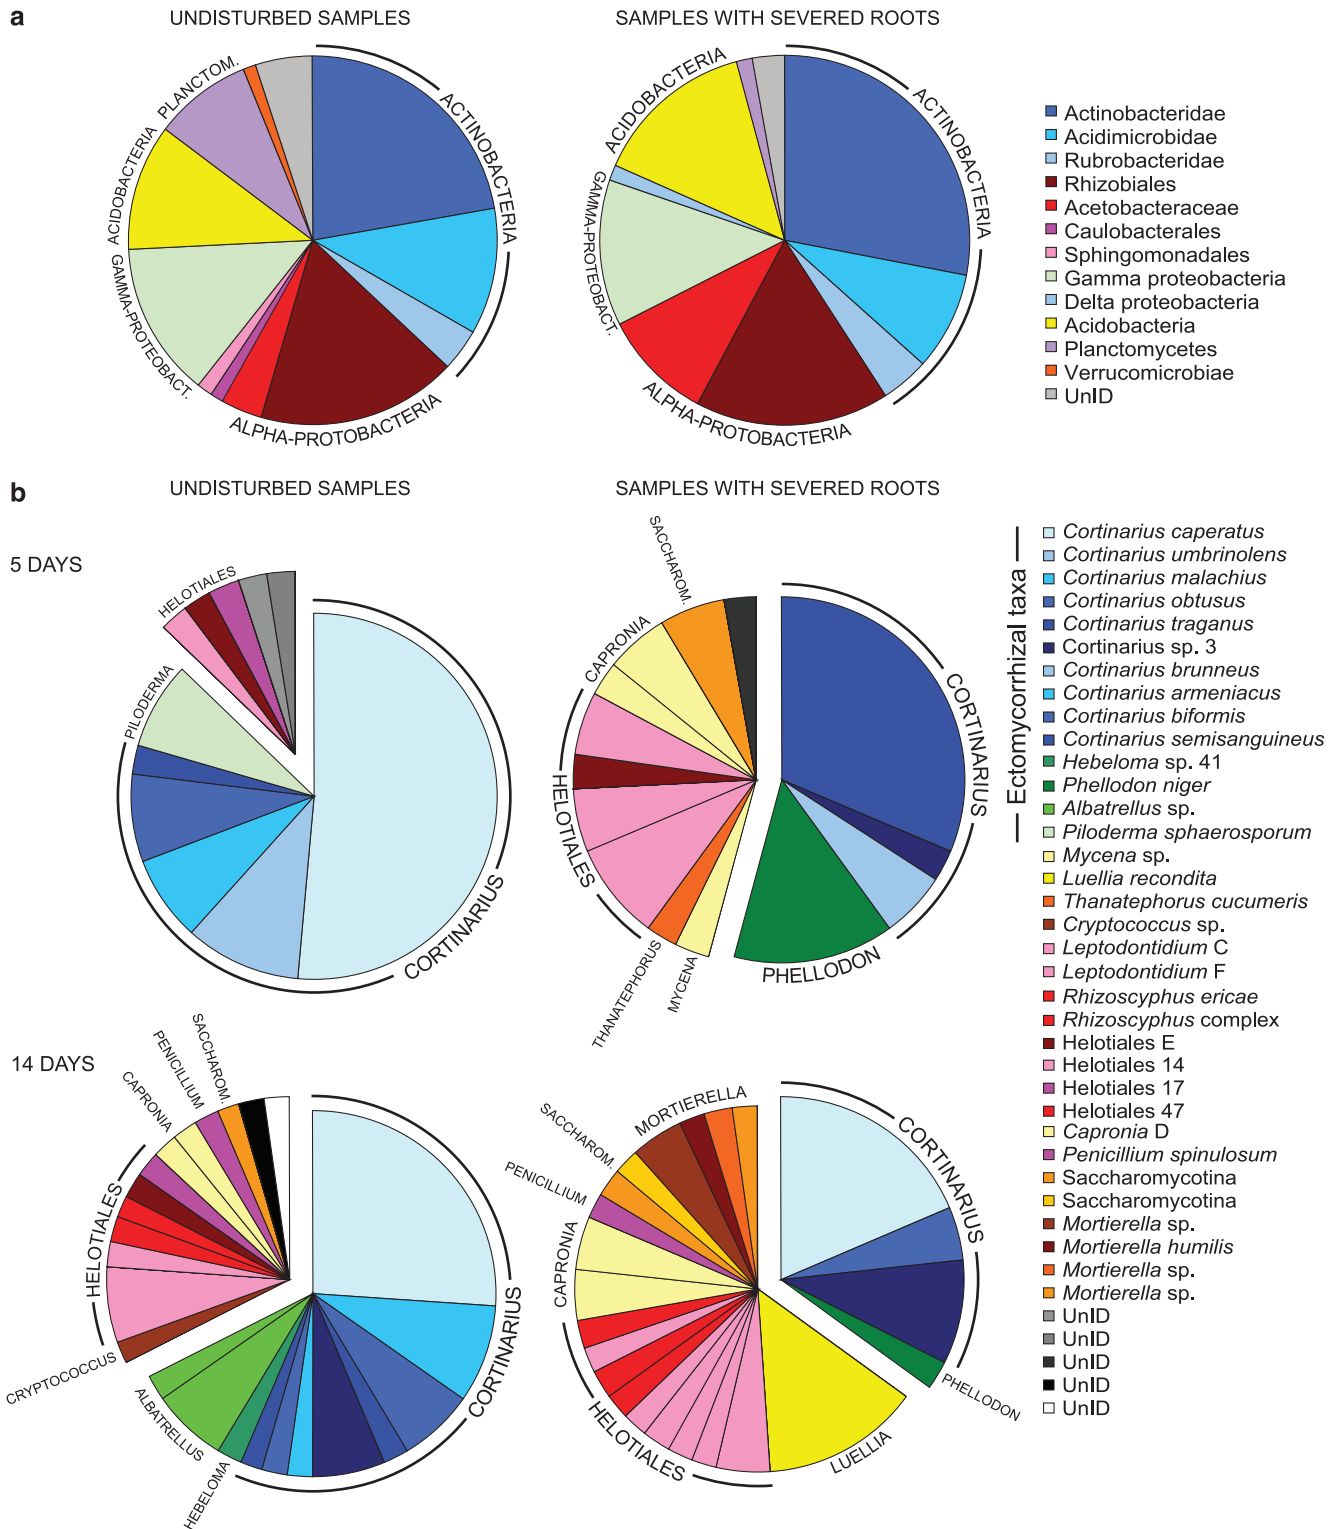 a
UNDISTURBED SAMPLES
SAMPLES WITH SEVERED ROOTS
PLANCTOM.
ACTINOBACTERIA
ACIDOBACTERIA
GAMMA-PROTEOBACT.
ALPHA-PROTOBACTERIA
ACIDOBACTERIA
ACTINOBACTERIA
GAMMA-PROTEOBACT.
ALPHA-PROTOBACTERIA
Actinobacteridae
Acidimicrobidae
Rubrobacteridae
Rhizobiales
Acetobacteraceae
Caulobacterales
Sphingomonadales
Gamma proteobacteria
Delta proteobacteria
Acidobacteria
Planctomycetes
Verrucomicrobiae
UnID
b
UNDISTURBED SAMPLES
SAMPLES WITH SEVERED ROOTS
5 DAYS
HELOTIALES
PILODERMA
CORTINARIUS
SACCHAROM.
CAPRONIA
CORTINARIUS
HELOTIALES
THANATEPHORUS
MYCENA
PHELLODON
14 DAYS
SACCHAROM.
PENICILLIUM
CAPRONIA
HELOTIALES
CRYPTOCOCCUS
ALBATRELLUS
HEBELOMA
CORTINARIUS
MORTIERELLA
SACCHAROM.
PENICILLIUM
CAPRONIA
HELOTIALES
LUELLIA
PHELLODON
CORTINARIUS
Ectomycorrhizal taxa
Cortinarius caperatus
Cortinarius umbrinolens
Cortinarius malachius
Cortinarius obtusus
Cortinarius traganus
Cortinarius sp. 3
Cortinarius brunneus
Cortinarius armeniacus
Cortinarius biformis
Cortinarius semisanguineus
Hebeloma sp. 41
Phellodon niger
Albatrellus sp.
Piloderma sphaerosporum
Mycena sp.
Luellia recondita
Thanatephorus cucumeris
Cryptococcus sp.
Leptodontidium C
Leptodontidium F
Rhizoscyphus ericae
Rhizoscyphus complex
Helotiales E
Helotiales 14
Helotiales 17
Helotiales 47
Capronia D
Penicillium spinulosum
Saccharomycotina
Saccharomycotina
Mortierella sp.
Mortierella humilis
Mortierella sp.
Mortierella sp.
UnID
UnID
UnID
UnID
UnID